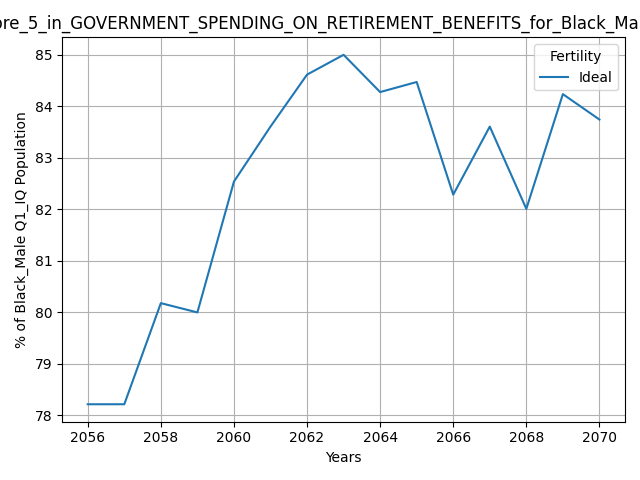 ore_5_in_GOVERNMENT_SPENDING_ON_RETIREMENT_BENEFITS_for_Black_Ma
Fertility
Ideal
% of Black_Male Q1_IQ Population
85
84
83
82
81
80
79
78
2056 2058 2060 2062 2064 2066 2068 2070
Years